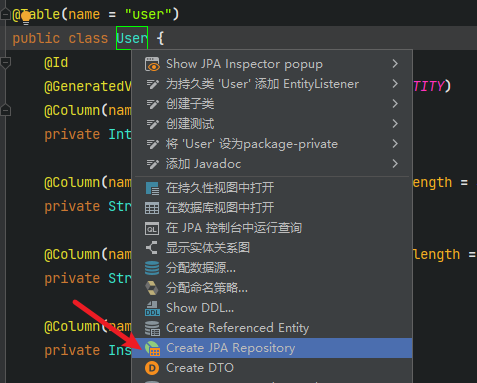 @Table(name = "user")
public class User {
@Id
@GeneratedV
TITY)
@Column(nam
private Int
@Column(nam
length =
private Str
@Column(nam
length =
private Str
@Column(nam
private Ins
Show JPA Inspector popup
为持久类 'User' 添加 EntityListener
创建子类
创建测试
将 'User' 设为package-private
添加 Javadoc
在持久性视图中打开
在数据库视图中打开
在 JPA 控制台中运行查询
显示实体关系图
分配数据源...
分配命名策略...
Show DDL...
Create Referenced Entity
Create JPA Repository
Create DTO